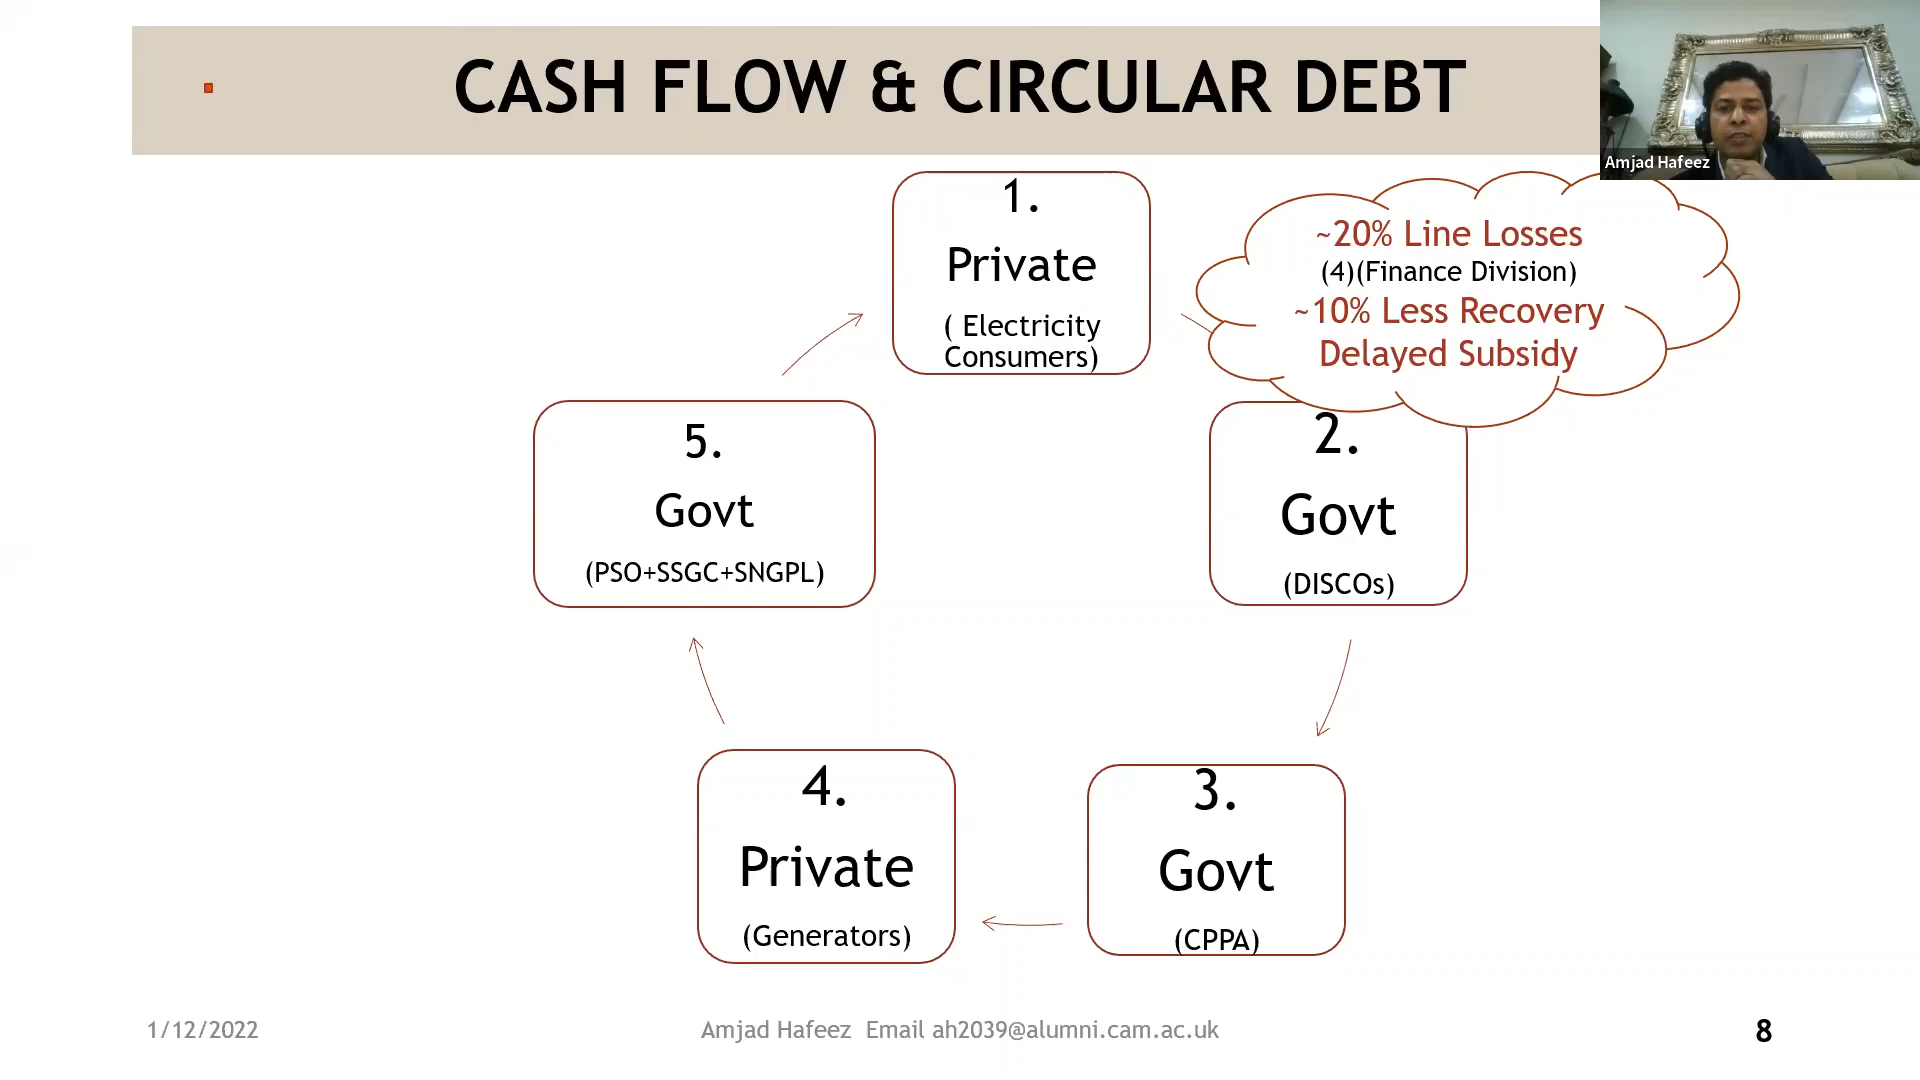 CASH FLOW & CIRCULAR DEBT
Amjad Hafeez
1.
Private
( Electricity
Consumers)
~20% Line Losses
(4)(Finance Division)
~10% Less Recovery
Delayed Subsidy
2.
Govt
(DISCOs)
3.
Govt
(CPPA)
4.
Private
(Generators)
5.
Govt
(PSO+SSGC+SNGPL)
1/12/2022
Amjad Hafeez  Email ah2039@alumni.cam.ac.uk
8